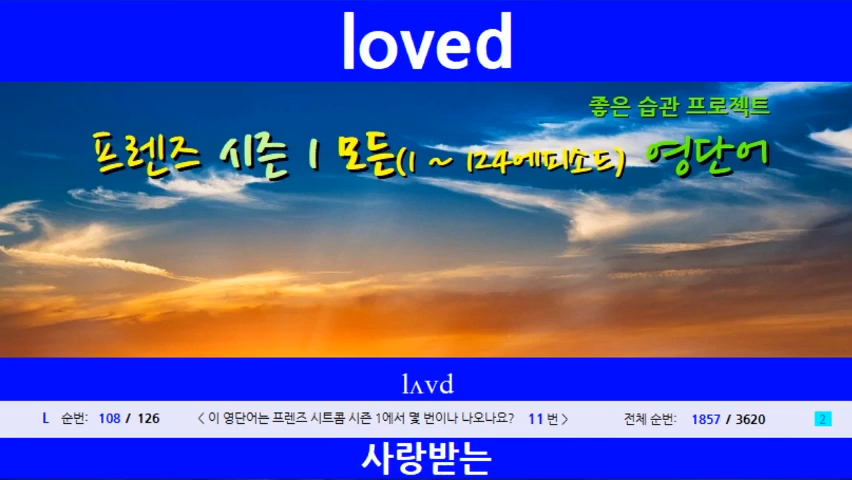 loved
좋은 습관 프로젝트
프렌즈 시즌 1 모든(1 ~ 124에피소드) 영단어
lʌvd
L 순번: 108 / 126 < 이 영단어는 프렌즈 시트콤 시즌 1에서 몇 번이나 나오나요? 11 번 > 전체 순번: 1857 / 3620 2
사랑받는